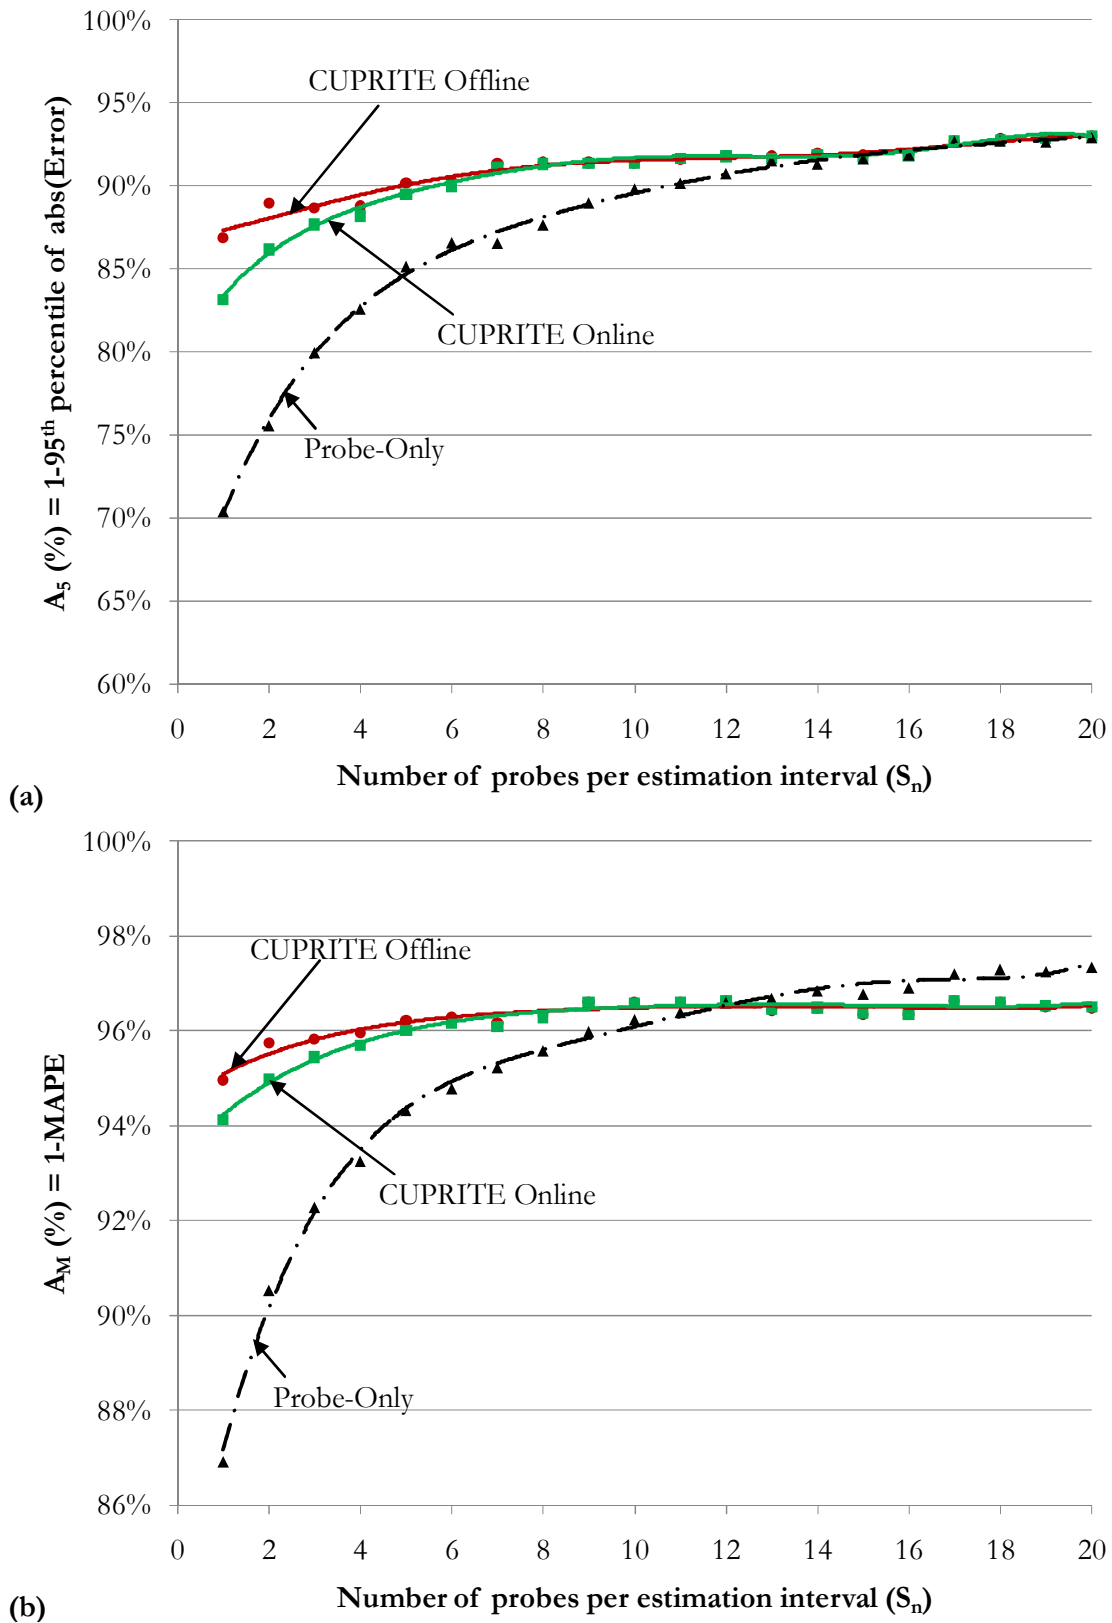 100%
95%
90%
85%
80%
75%
70%
65%
60%
A5 (%) = 1-95th percentile of abs(Error)
CUPRITE Offline
CUPRITE Online
Probe-Only
0 2 4 6 8 10 12 14 16 18 20
Number of probes per estimation interval (Sn)
(a)
100%
98%
96%
94%
92%
90%
88%
86%
AM (%) = 1-MAPE
CUPRITE Offline
CUPRITE Online
Probe-Only
0 2 4 6 8 10 12 14 16 18 20
Number of probes per estimation interval (Sn)
(b)